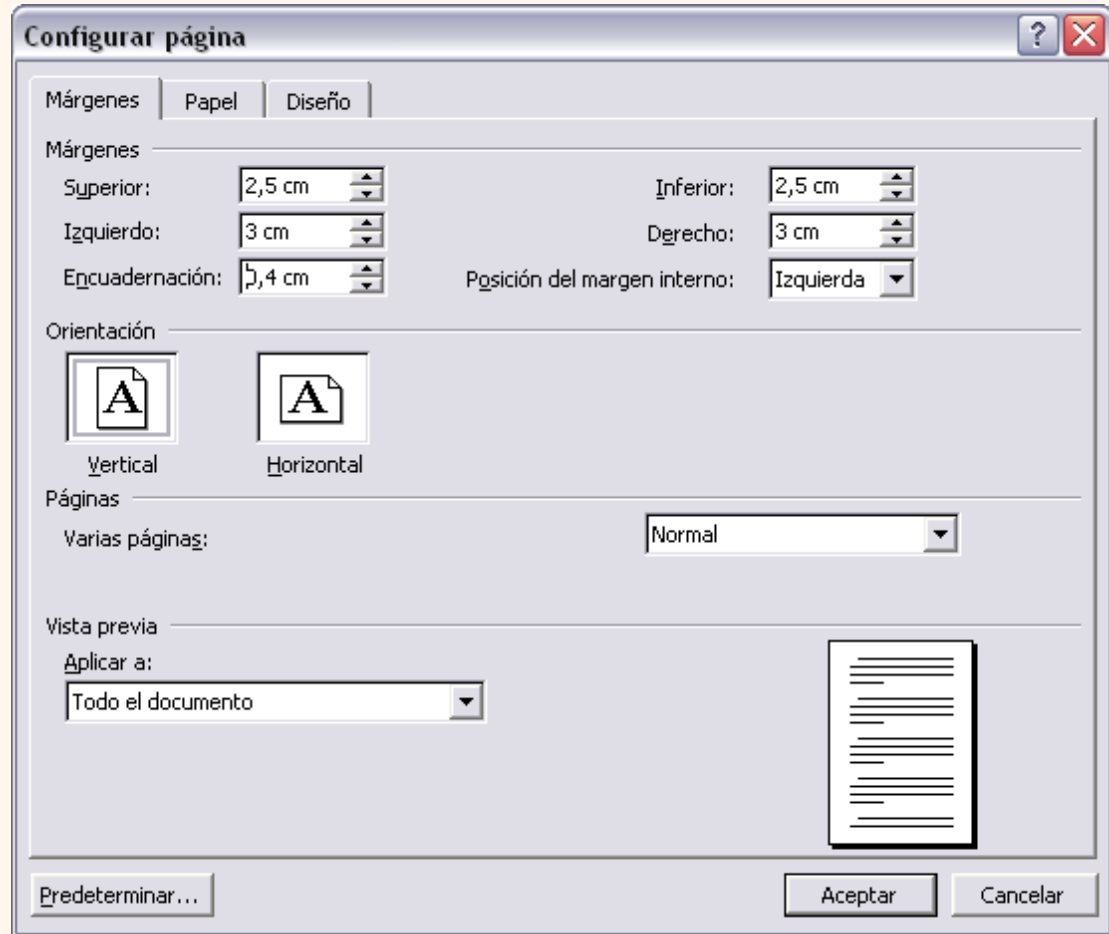 Configurar página
?
Márgenes Papel Diseño
Márgenes
Superior: 2,5 cm Inferior: 2,5 cm
Izquierdo: 3 cm Derecho: 3 cm
Encuadernación: ,4 cm Posición del margen interno: Izquierda
Orientación
A A
Vertical Horizontal
Páginas
Varias páginas: Normal
Vista previa
Aplicar a:
Todo el documento
Predeterminar... Aceptar Cancelar